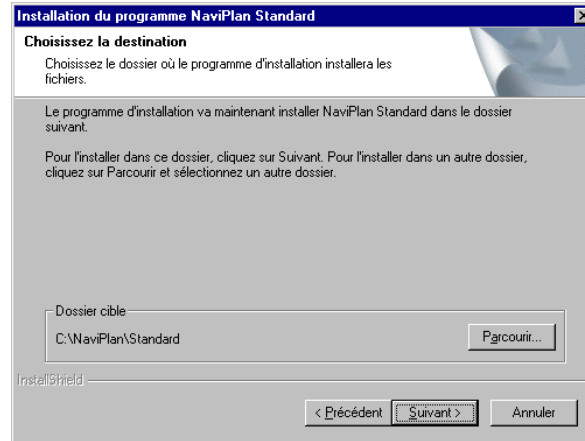 Installation du programme NaviPlan Standard
Choisissez la destination
Choisissez le dossier où le programme d'installation installera les
fichiers.
Le programme d'installation va maintenant installer NaviPlan Standard dans le dossier
suivant.
Pour l'installer dans ce dossier, cliquez sur Suivant. Pour l'installer dans un autre dossier,
cliquez sur Parcourir et sélectionnez un autre dossier.
Dossier cible
C:\NaviPlan\Standard
Parcourir...
InstallShield
< Précédent
Suivant >
Annuler